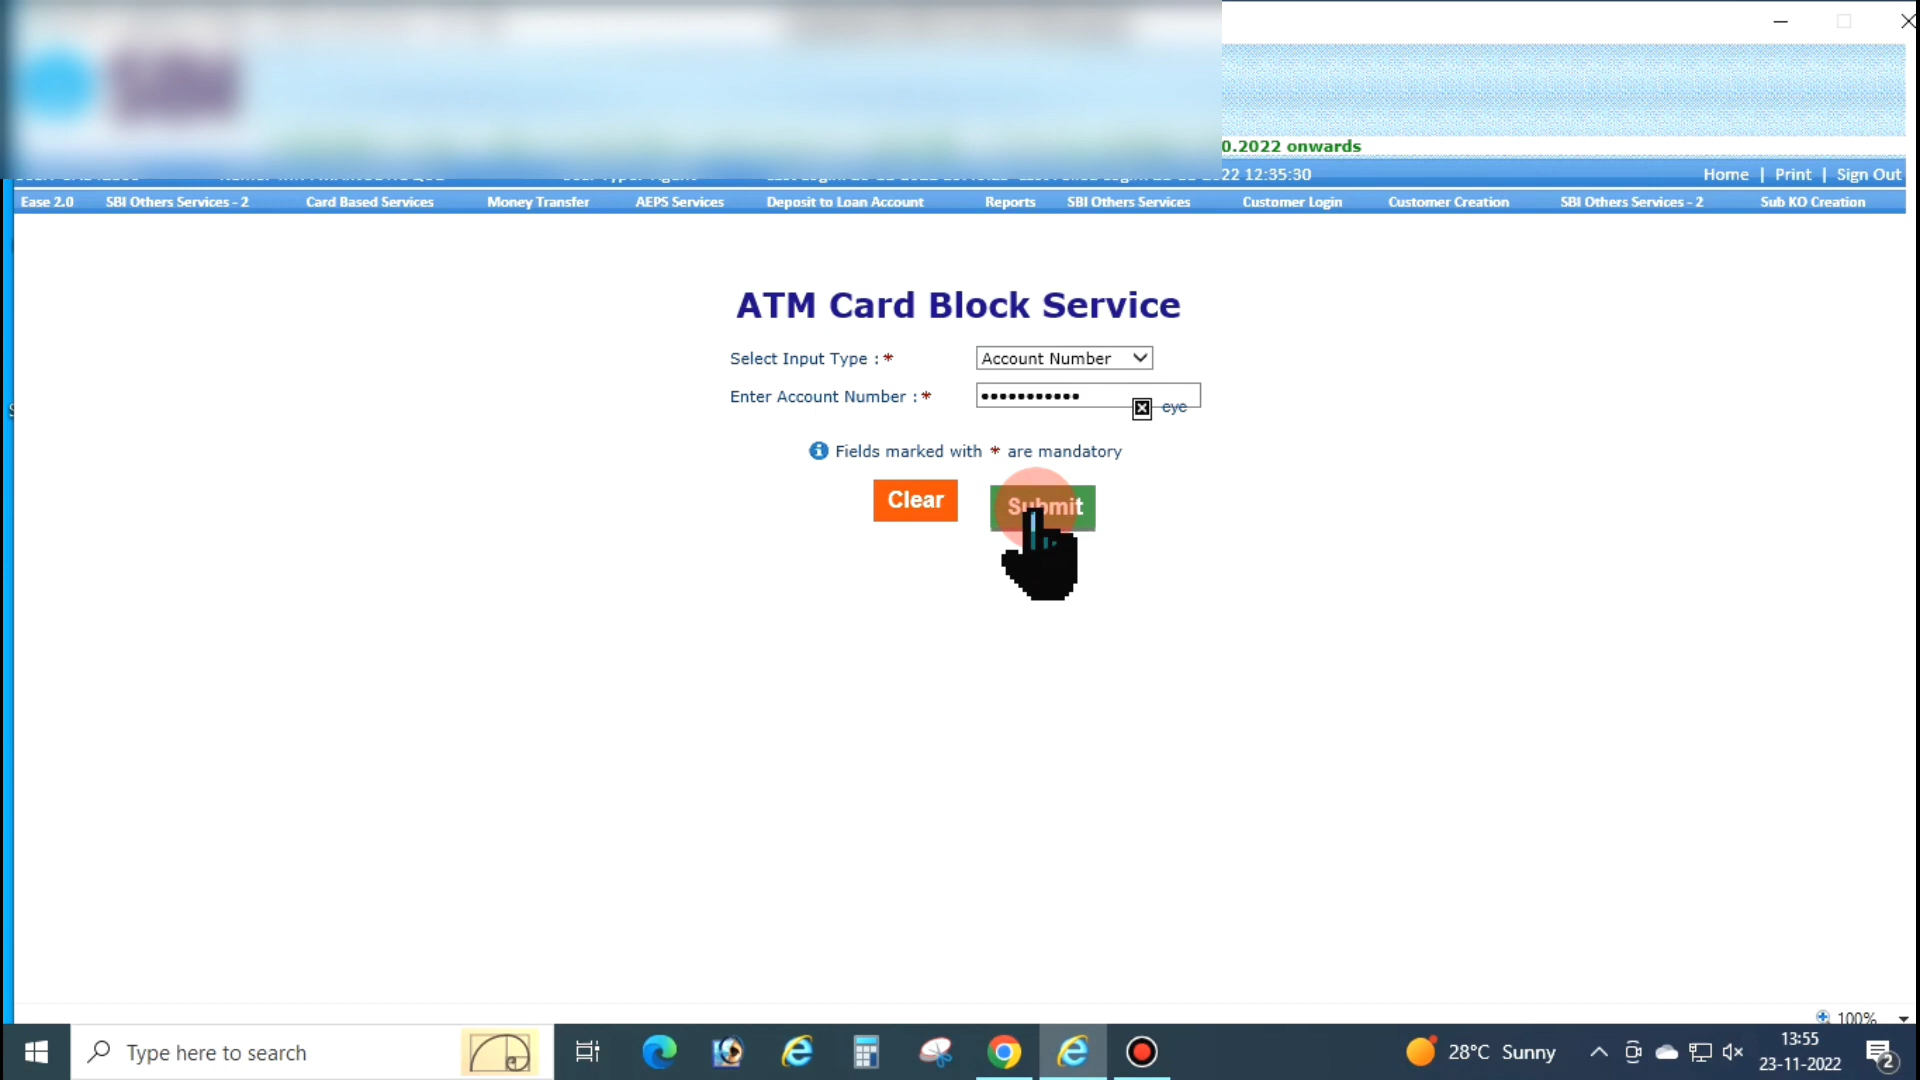 0.2022 onwards
22 12:35:30 Home | Print | Sign Out
Ease 2.0 SBI Others Services - 2 Card Based Services Money Transfer AEPS Services Deposit to Loan Account Reports SBI Others Services Customer Login Customer Creation SBI Others Services - 2 Sub KO Creation
ATM Card Block Service
Select Input Type : * Account Number
Enter Account Number : * •••••••••••
eye
Fields marked with * are mandatory
Clear Submit
100%
Type here to search
28°C Sunny
13:55
23-11-2022
2